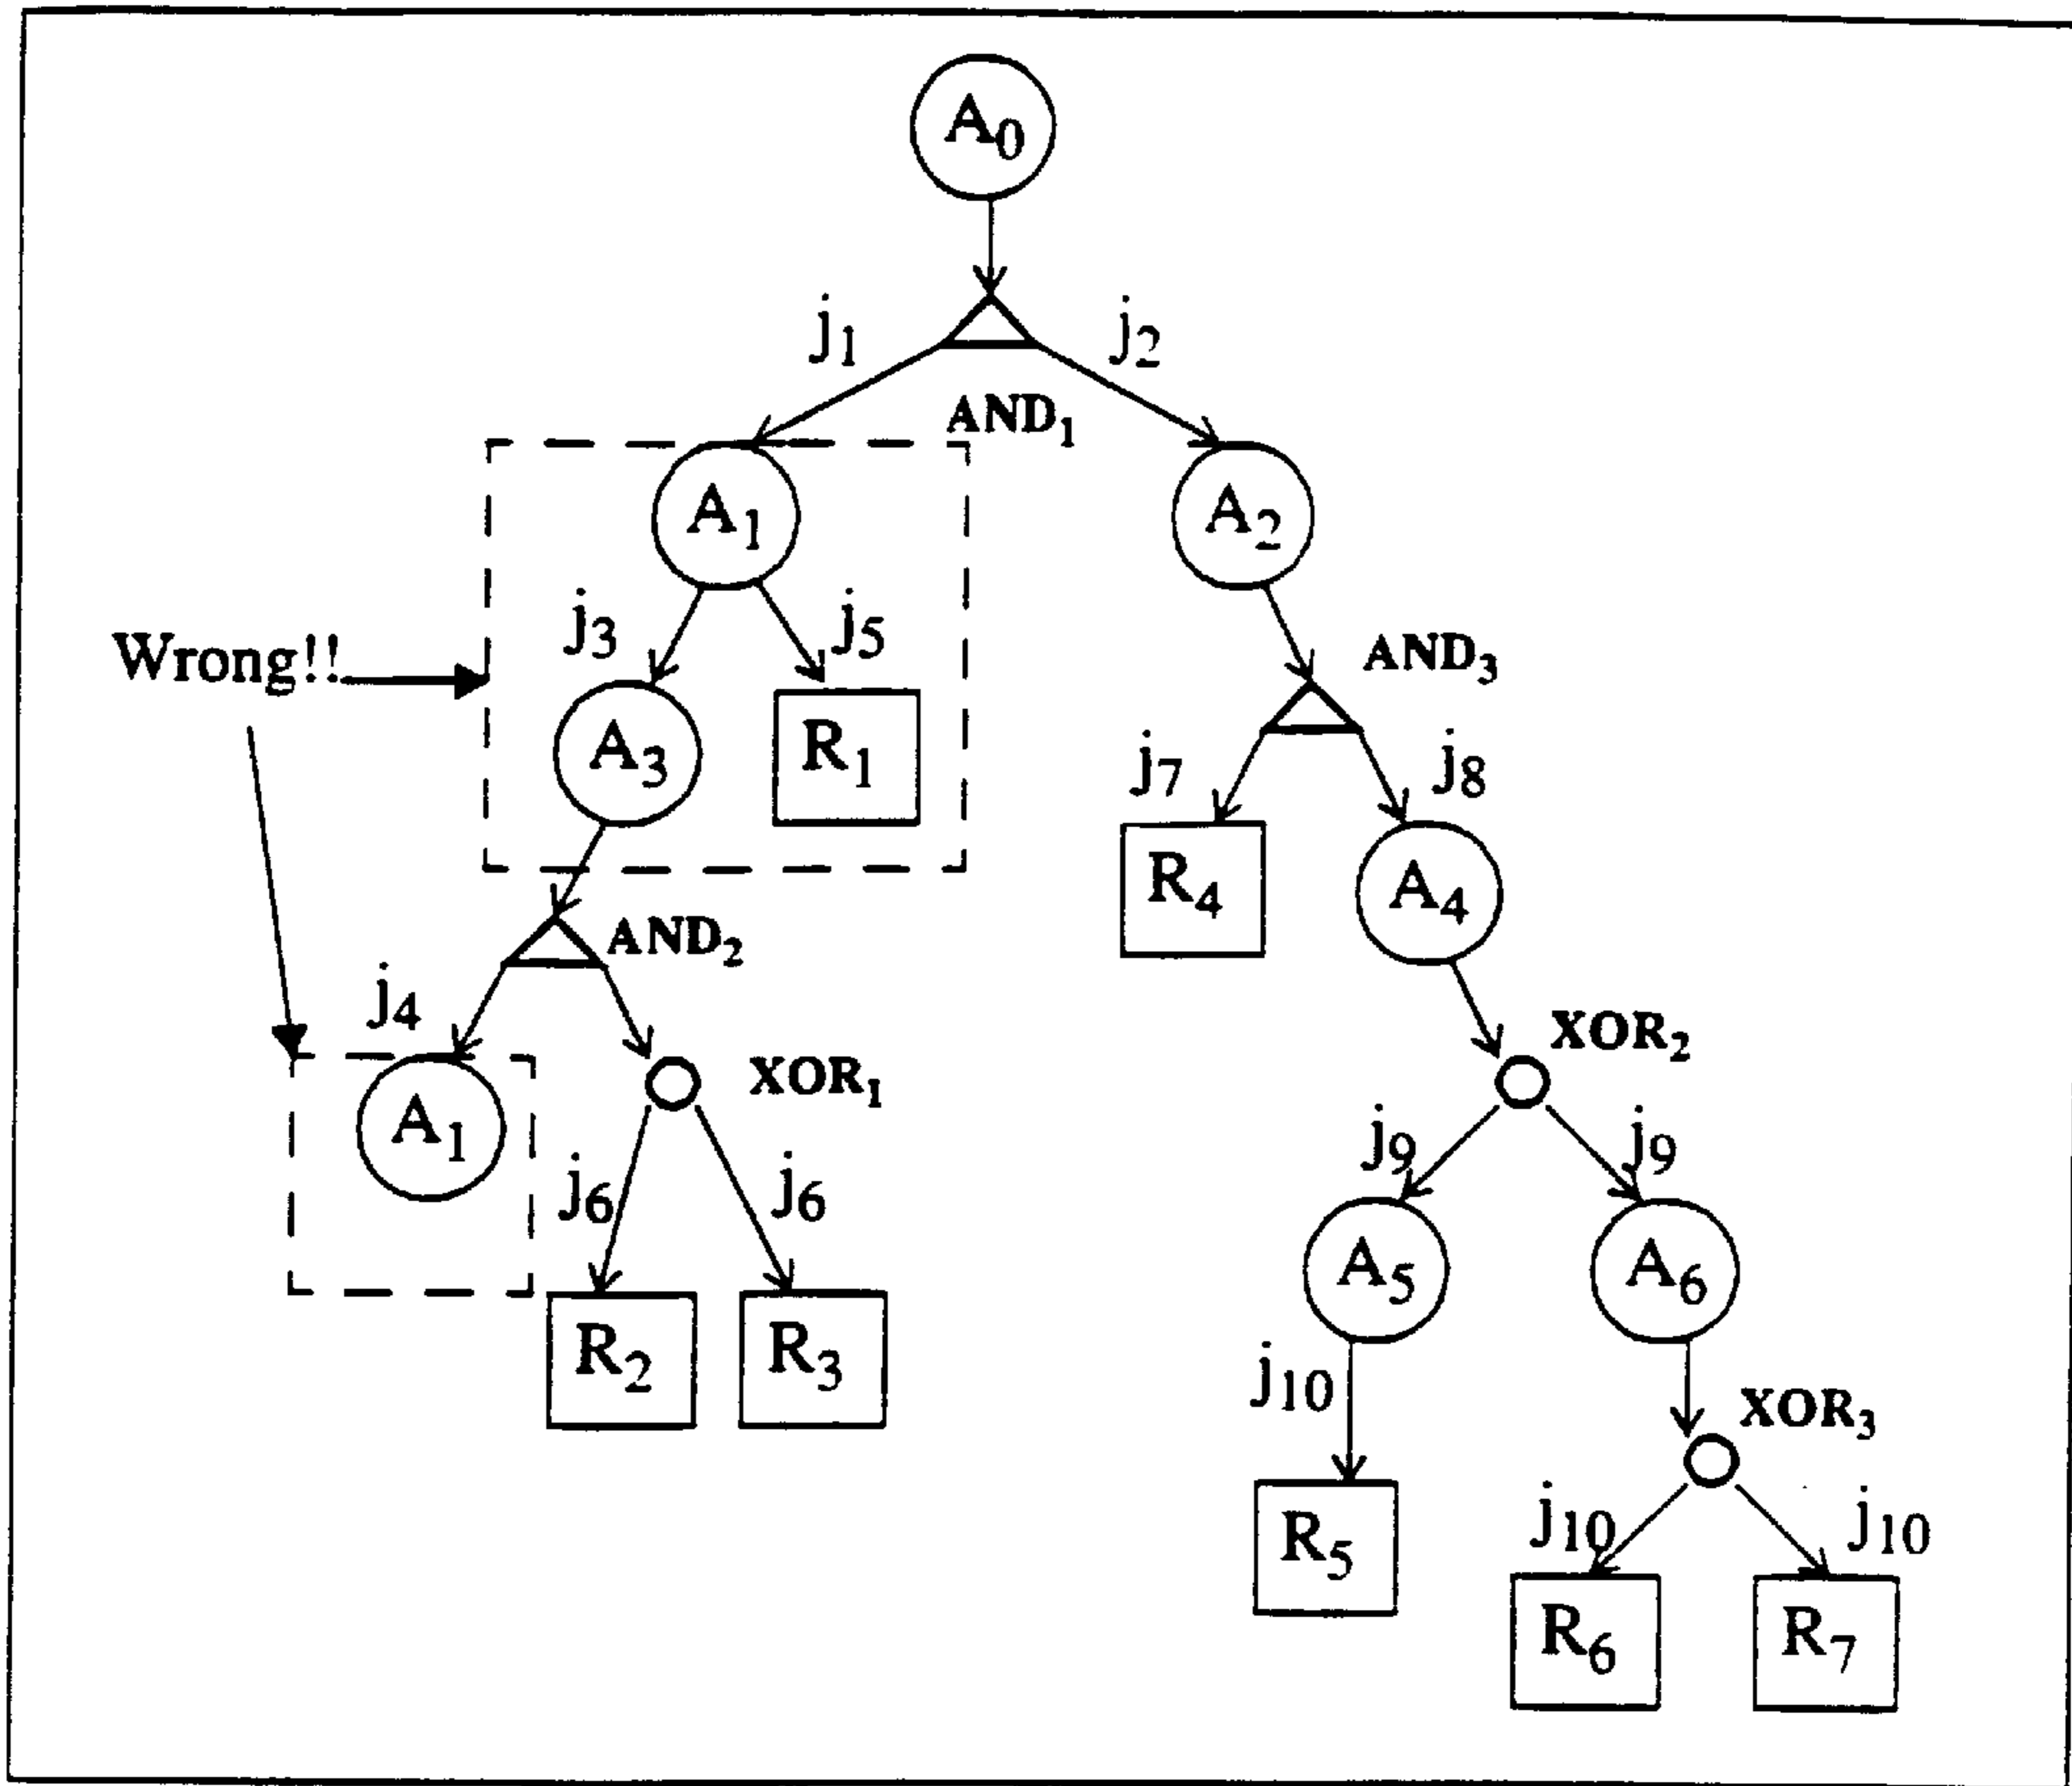 A0
j1 j2
AND1
A1 A2
Wrong!!
j3 j5
AND3
A3 R1
j7 j8
R4 A4
AND2
j4
XOR2
A1
XOR1
j9 j9
j6 j6
A5 A6
R2 R3
j10
XOR3
R5
j10 j10
R6 R7